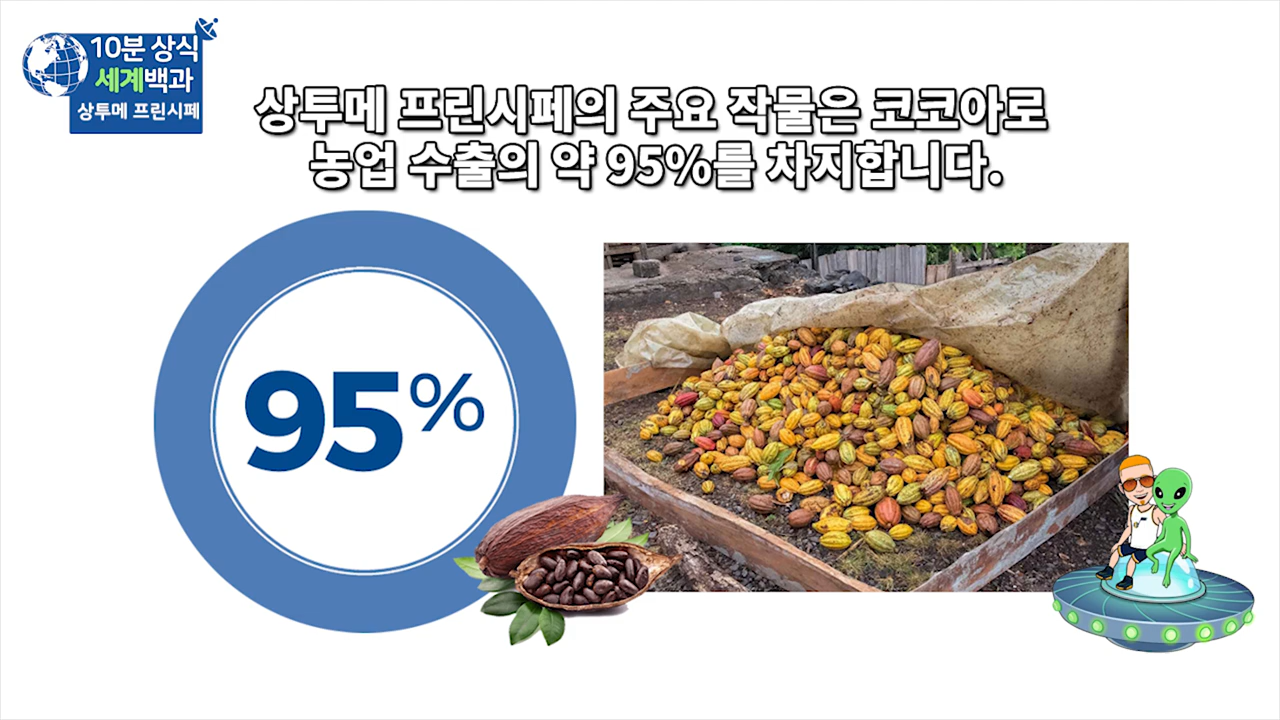 10분 상식
세계백과
상투메 프린시페
상투메 프린시페의 주요 작물은 코코아로
농업 수출의 약 95%를 차지합니다.
95%